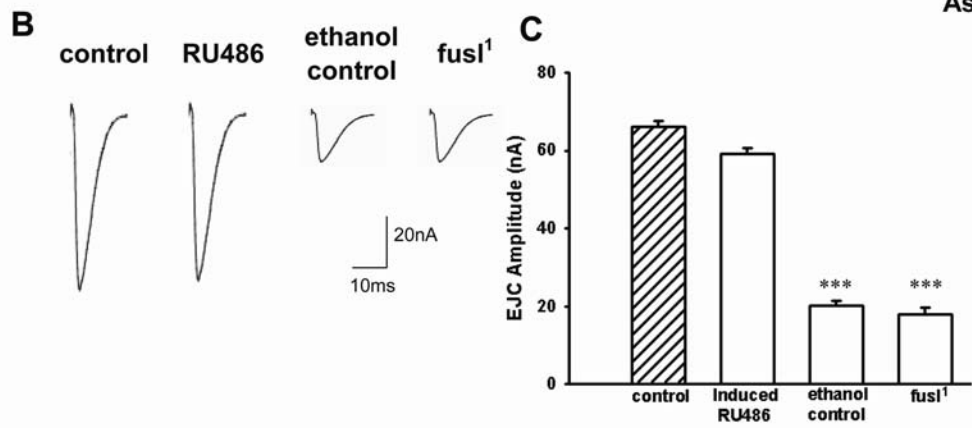 As
B
control
RU486
ethanol
control
fusl¹
20nA
10ms
C
EJC Amplitude (nA)
80
60
40
20
0
***
***
control
Induced
RU486
ethanol
control
fusl¹